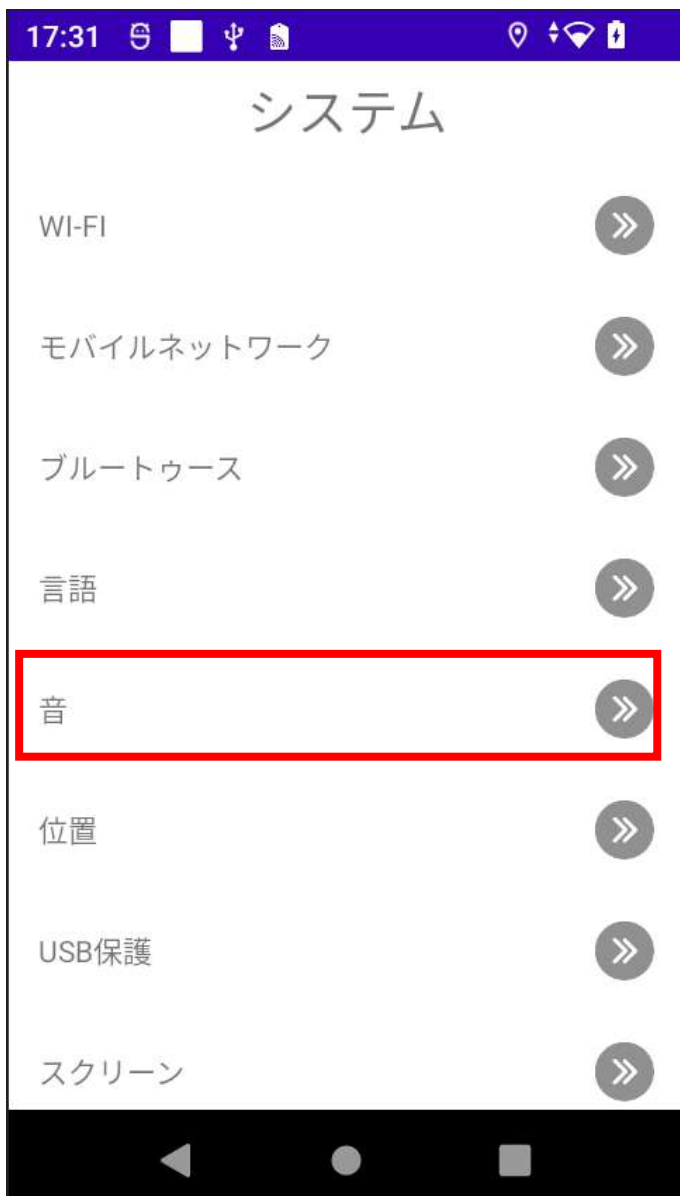 17:31
システム
WI-FI
モバイルネットワーク
ブルートゥース
言語
音
位置
USB保護
スクリーン